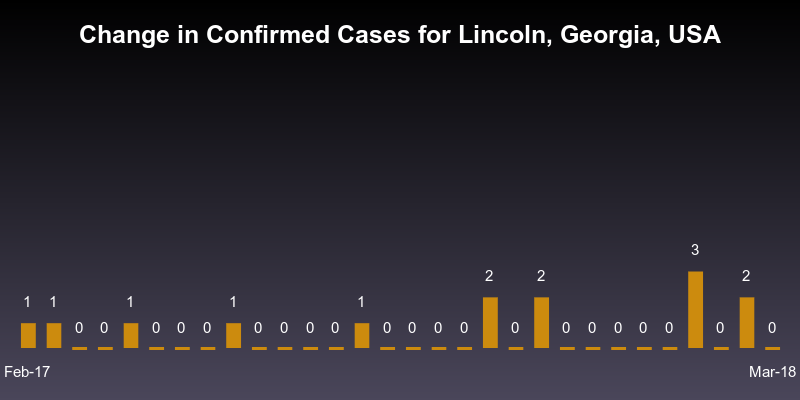 Change in Confirmed Cases for Lincoln, Georgia, USA
3
2 2 2
1 1 1 1 1
0 0 0 0 0 0 0 0 0 0 0 0 0 0 0 0 0 0 0 0 0
Feb-17 Mar-18